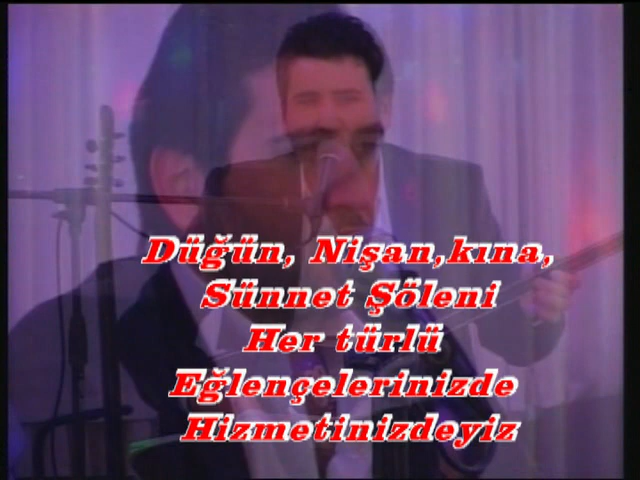 Düğün, Nişan,kına,
Sünnet Şöleni
Her türlü
Eğlençelerinizde
Hizmetinizdeyiz